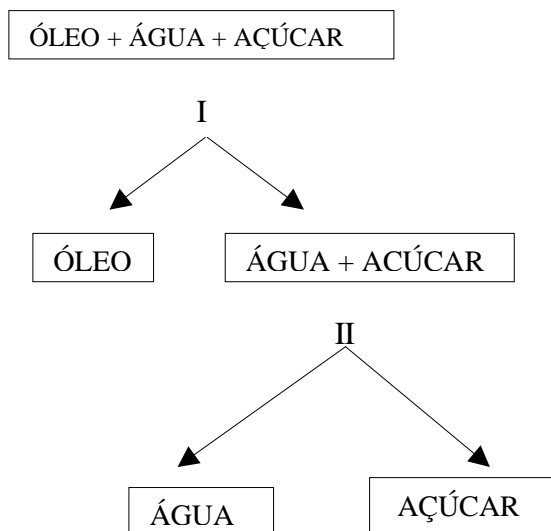 ÓLEO + ÁGUA + AÇÚCAR
I
ÓLEO
ÁGUA + ACÚCAR
II
ÁGUA
AÇÚCAR